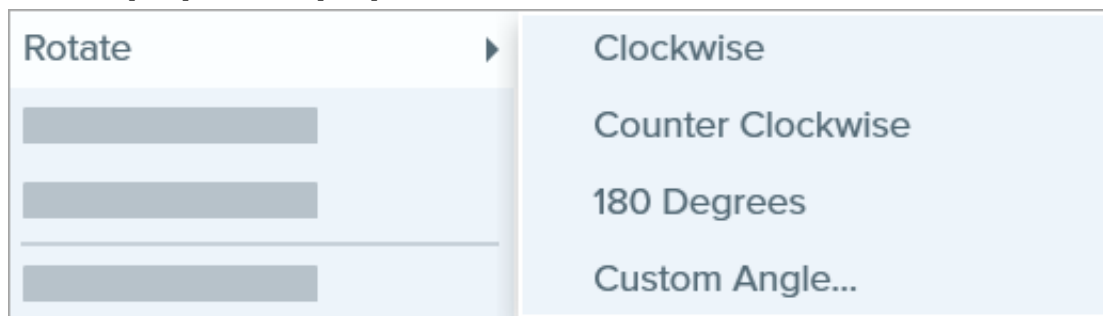 Rotate
Clockwise
Counter Clockwise
180 Degrees
Custom Angle...